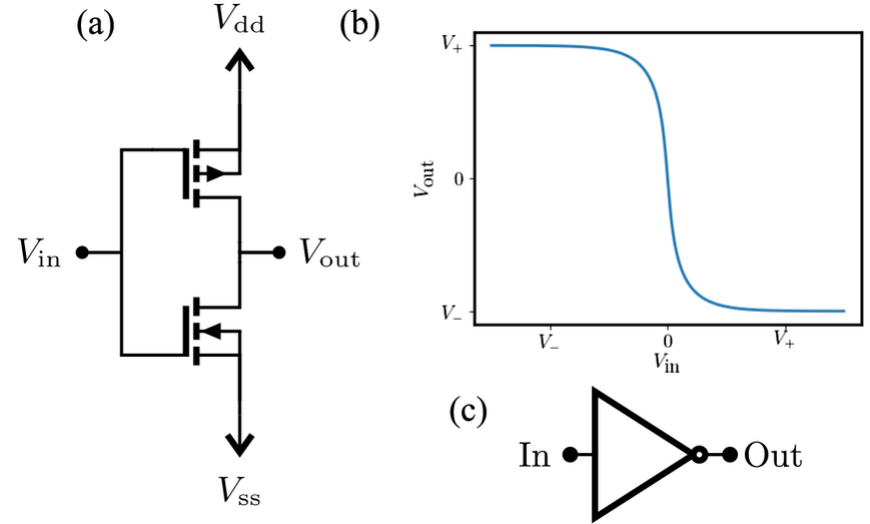 (a)
V_dd
V_in
V_out
V_ss
(b)
V_+
V_out
0
V_-
V_-
0
V_+
V_in
(c)
In
Out